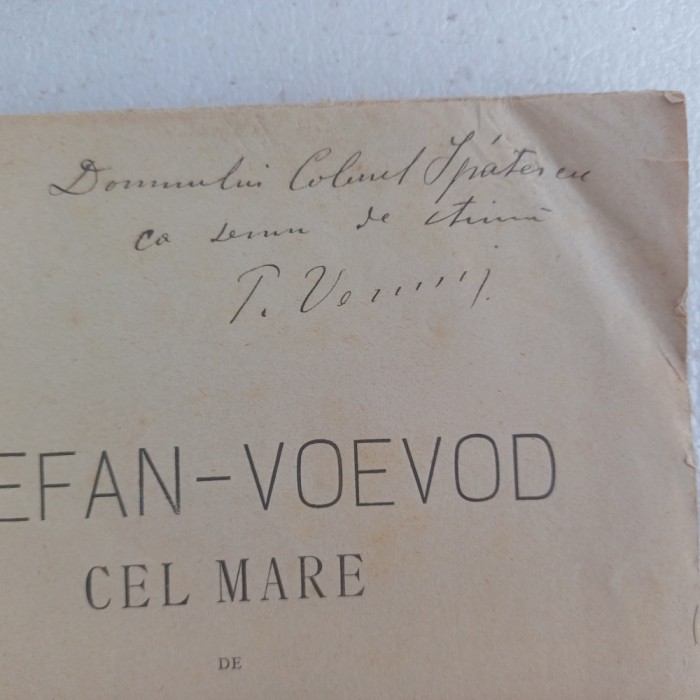 Domnului Colonel Spătescu
ca semn de stimă
T. V
EFAN-VOEVOD
CEL MARE
DE